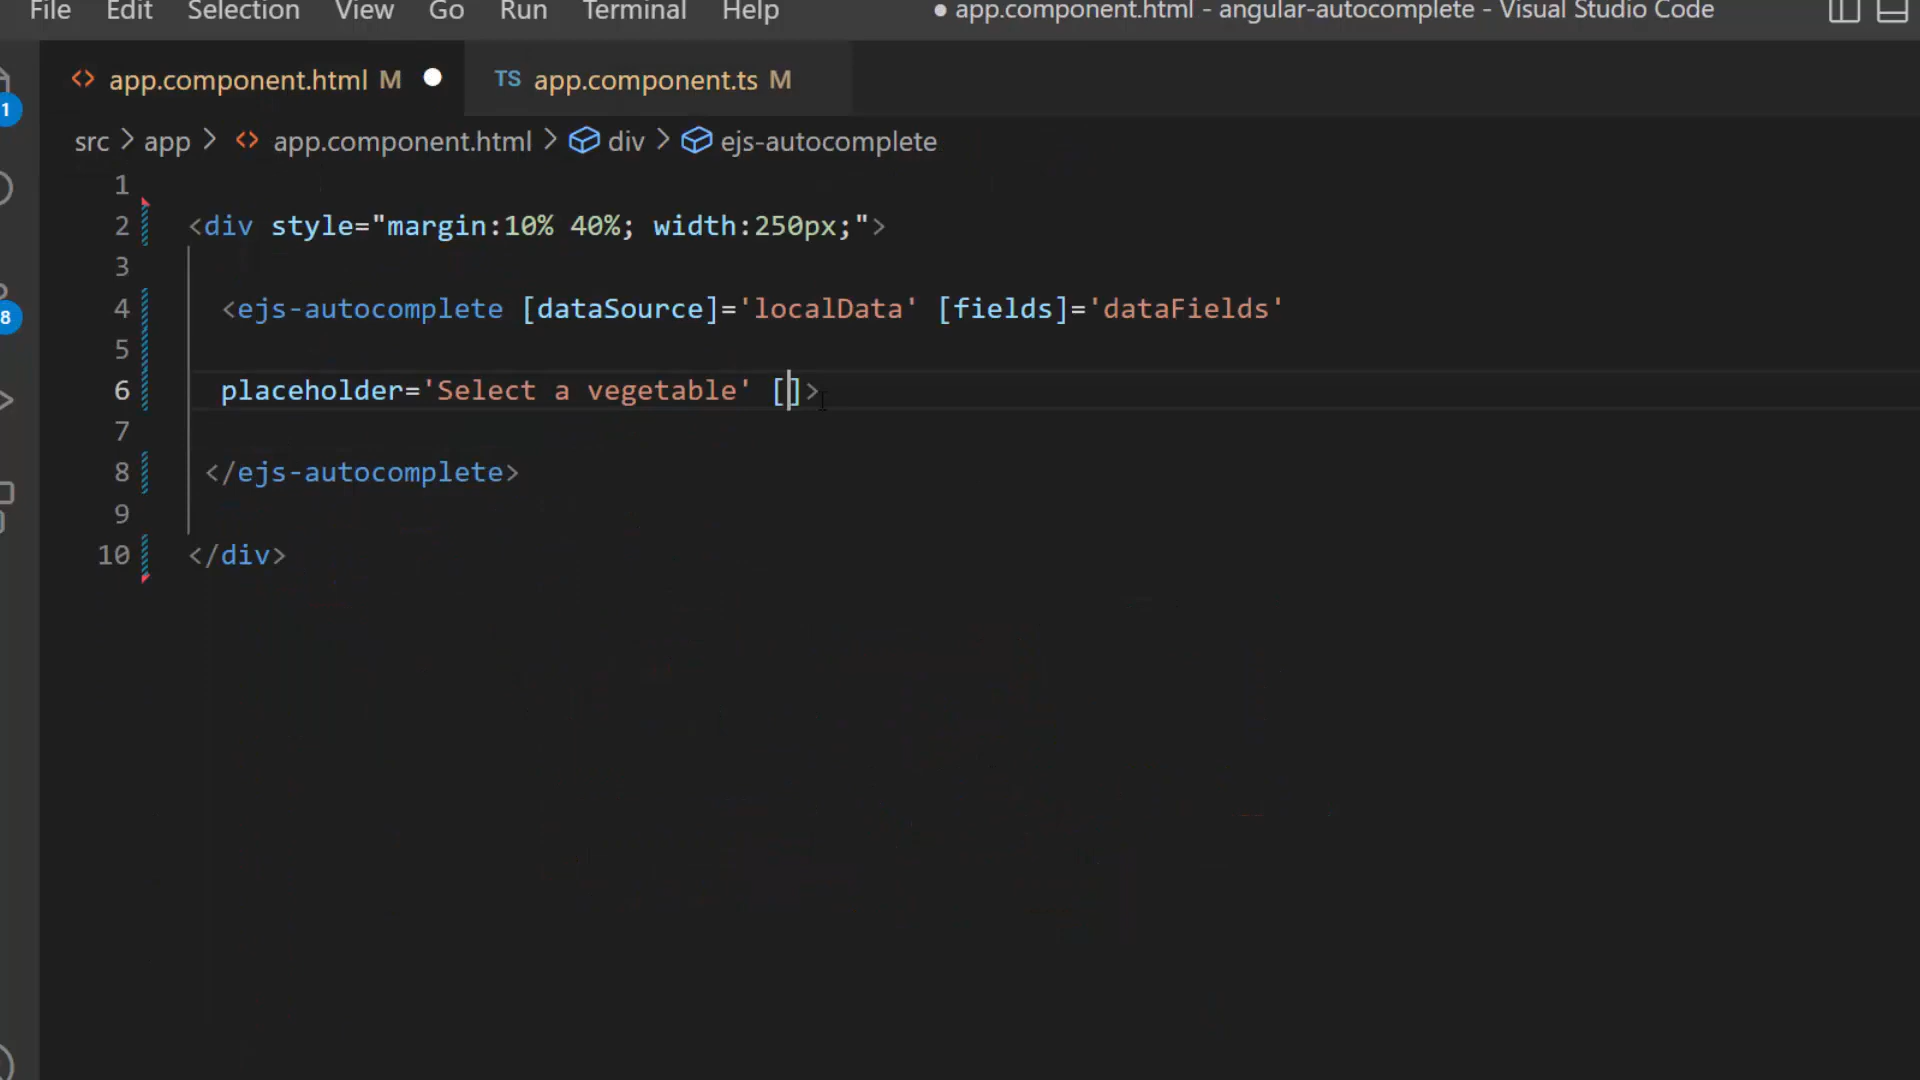 File Edit Selection View Go Run Terminal Help ● app.component.html - angular-autocomplete - Visual Studio Code
<> app.component.html M ● TS app.component.ts M
src > app > <> app.component.html > div > ejs-autocomplete
1
1
2 <div style="margin:10% 40%; width:250px;">
3
4 <ejs-autocomplete [dataSource]='localData' [fields]='dataFields'
8
5
6 placeholder='Select a vegetable' []>
7
8 </ejs-autocomplete>
9
10 </div>